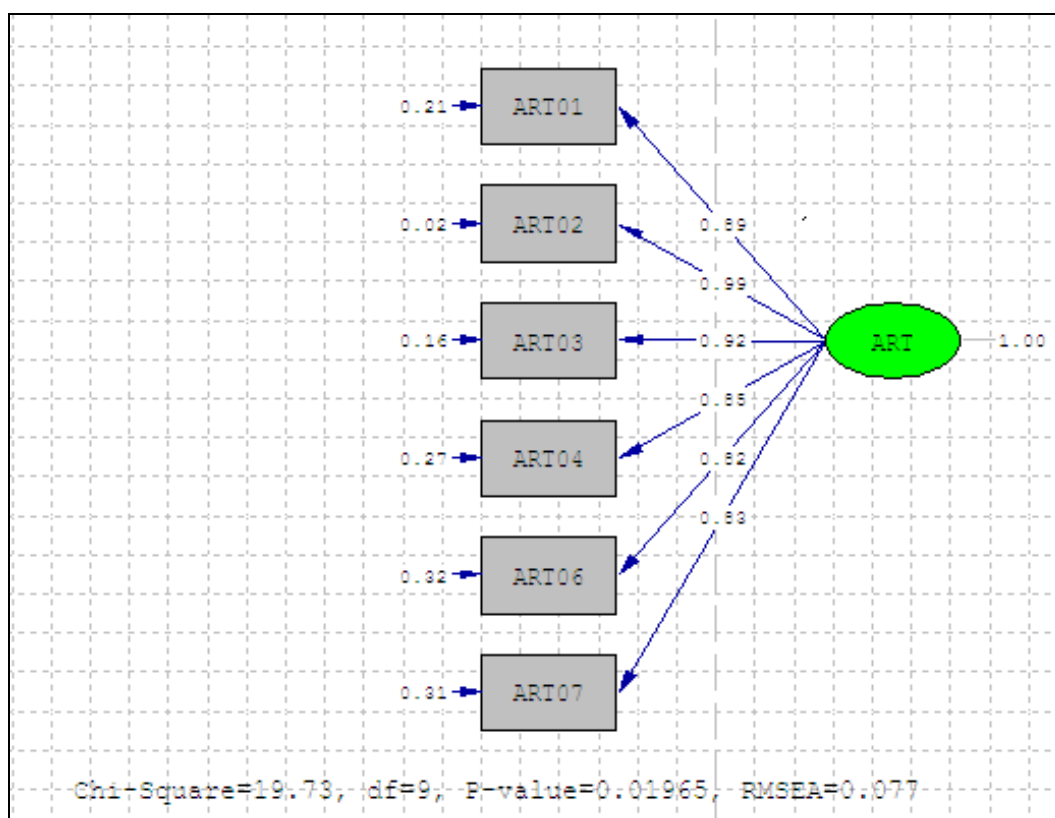 0.21 ART01
0.89
0.02 ART02
0.99
0.16 ART03 0.92 ART 1.00
0.85
0.27 ART04 0.82
0.83
0.32 ART06
0.31 ART07
Chi-Square=19.73, df=9, P-value=0.01965, RMSEA=0.077